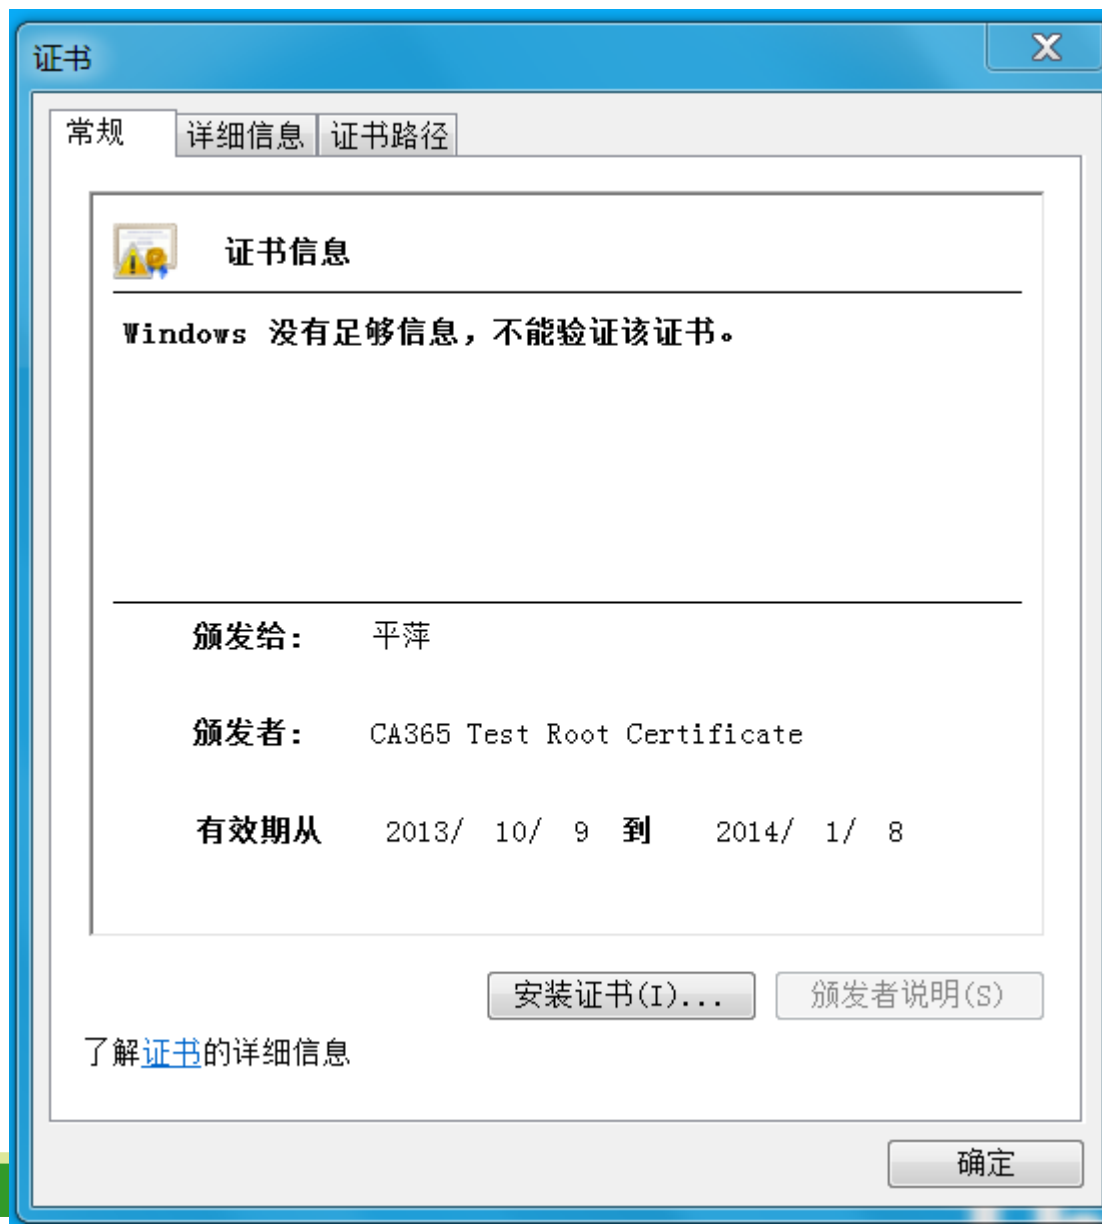 证书
常规 详细信息 证书路径
证书信息
Windows 没有足够信息，不能验证该证书。
颁发给： 平萍
颁发者： CA365 Test Root Certificate
有效期从 2013/ 10/ 9 到 2014/ 1/ 8
安装证书(I)... 颁发者说明(S)
了解证书的详细信息
确定